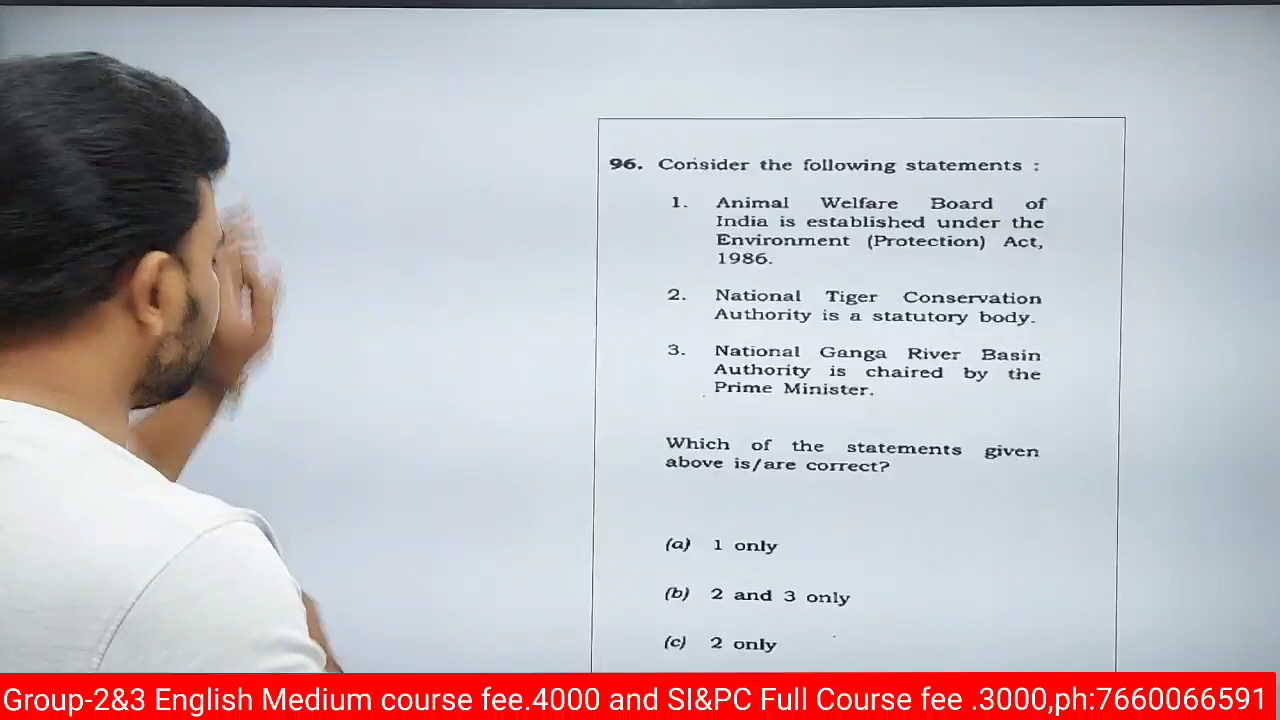 96. Consider the following statements :
1. Animal Welfare Board of
India is established under the
Environment (Protection) Act,
1986.
2. National Tiger Conservation
Authority is a statutory body.
3. National Ganga River Basin
Authority is chaired by the
Prime Minister.
Which of the statements given
above is/are correct?
(a) 1 only
(b) 2 and 3 only
(c) 2 only
Group-2&3 English Medium course fee.4000 and SI&PC Full Course fee .3000,ph:7660066591